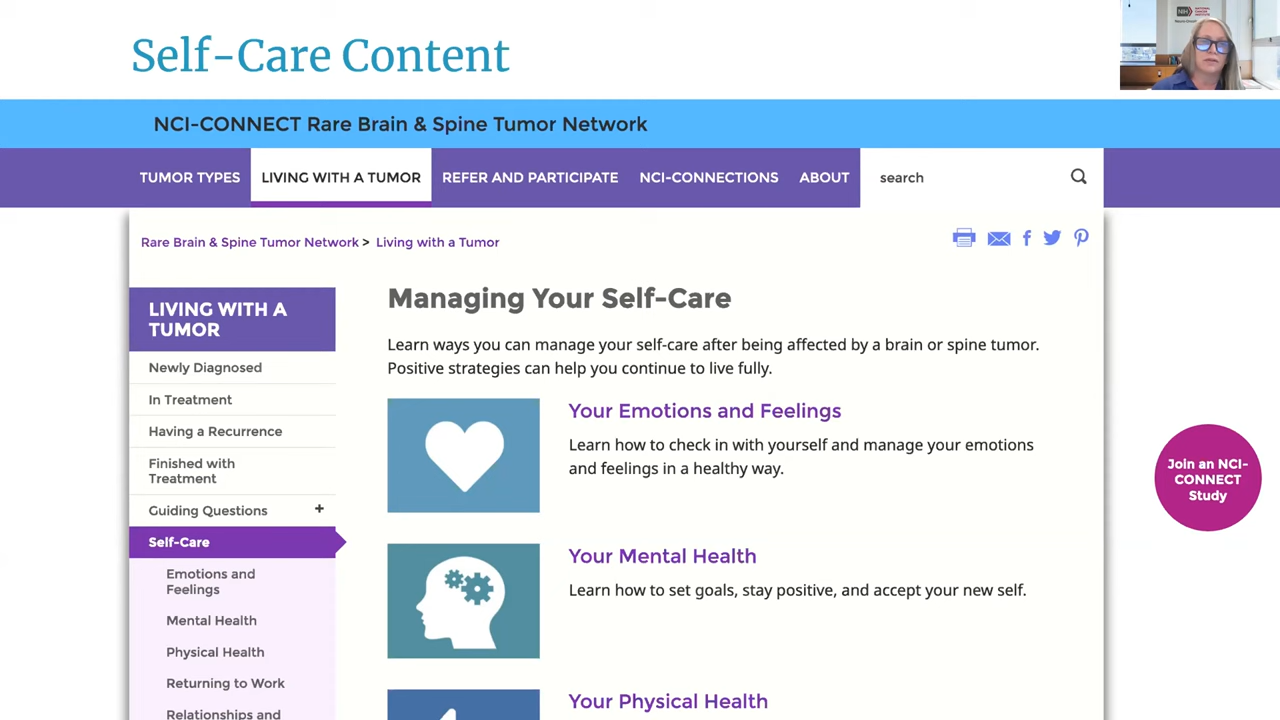 Self-Care Content
NIH NATIONAL CANCER INSTITUTE
NCI-CONNECT Rare Brain & Spine Tumor Network
TUMOR TYPES LIVING WITH A TUMOR REFER AND PARTICIPATE NCI-CONNECTIONS ABOUT search
Rare Brain & Spine Tumor Network > Living with a Tumor
LIVING WITH A
TUMOR
Newly Diagnosed
In Treatment
Having a Recurrence
Finished with
Treatment
Guiding Questions +
Self-Care
Emotions and
Feelings
Mental Health
Physical Health
Returning to Work
Relationships and
Managing Your Self-Care
Learn ways you can manage your self-care after being affected by a brain or spine tumor.
Positive strategies can help you continue to live fully.
Your Emotions and Feelings
Learn how to check in with yourself and manage your emotions
and feelings in a healthy way.
Your Mental Health
Learn how to set goals, stay positive, and accept your new self.
Your Physical Health
Join an NCI-
CONNECT
Study